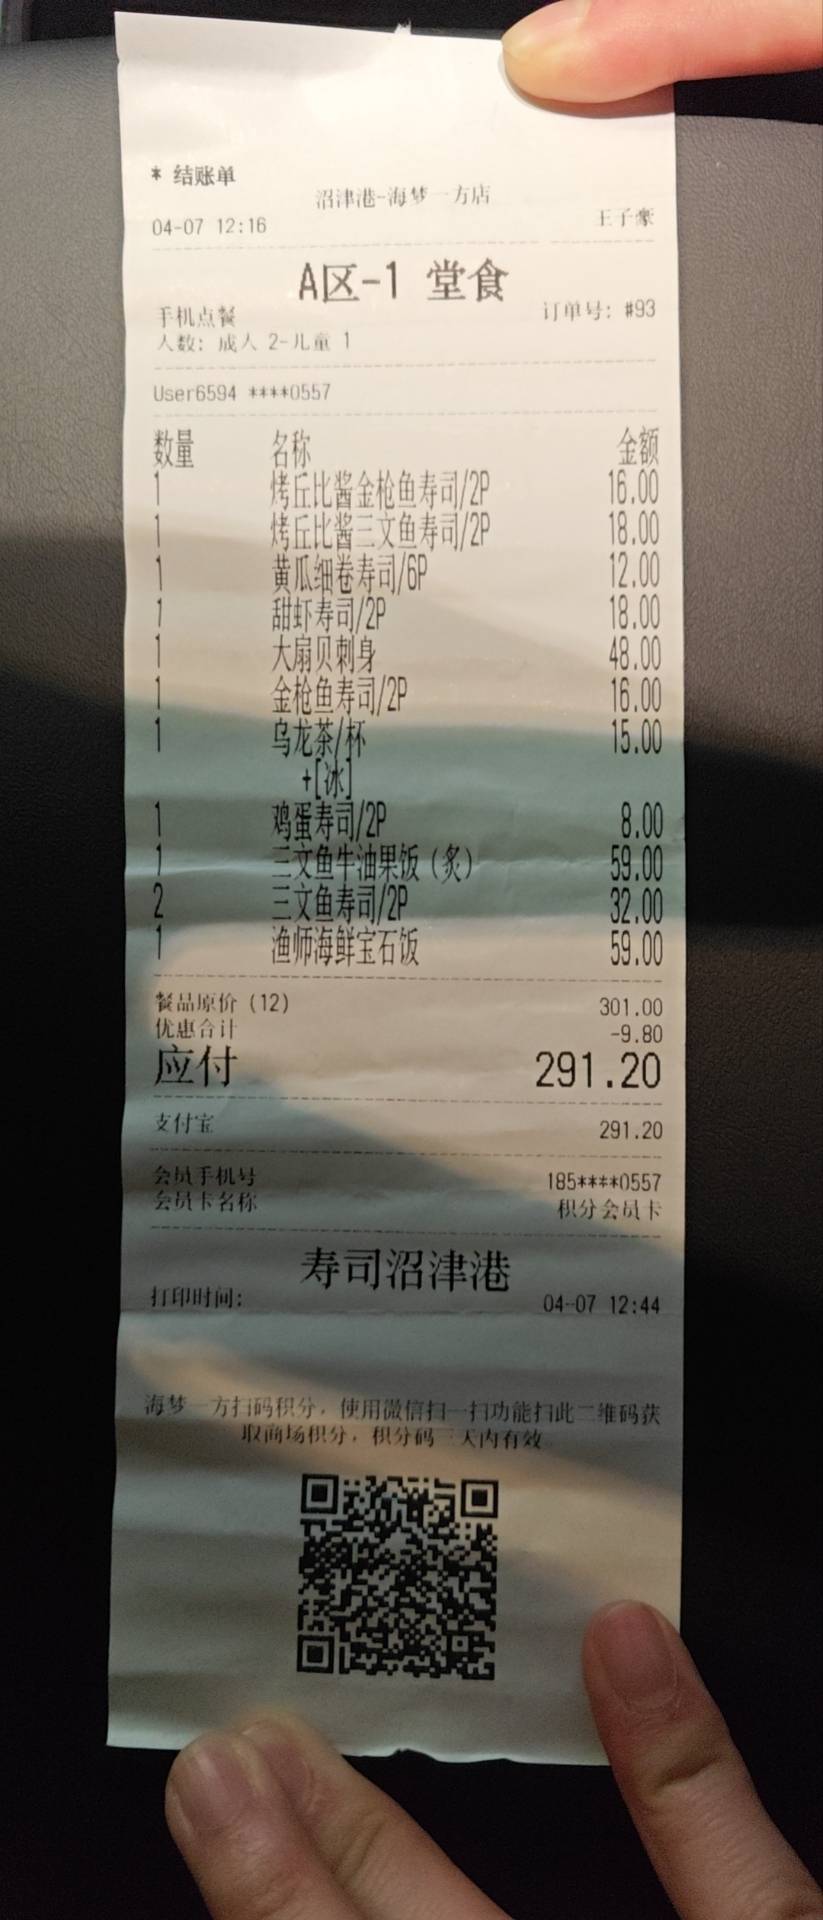 * 结账单
沼津港-海梦一方店
04-07 12:16 王子豪
A区-1 堂食
手机点餐 订单号: #93
人数: 成人 2-儿童 1
User6594 ****0557
数量 名称 金额
1 烤丘比酱金枪鱼寿司/2P 16.00
1 烤丘比酱三文鱼寿司/2P 18.00
1 黄瓜细卷寿司/6P 12.00
1 甜虾寿司/2P 18.00
1 大扇贝刺身 48.00
1 金枪鱼寿司/2P 16.00
1 乌龙茶/杯 15.00
+[冰]
1 鸡蛋寿司/2P 8.00
1 三文鱼牛油果饭(炙) 59.00
2 三文鱼寿司/2P 32.00
1 渔师海鲜宝石饭 59.00
餐品原价(12) 301.00
优惠合计 -9.80
应付 291.20
支付宝 291.20
会员手机号 185****0557
会员卡名称 积分会员卡
寿司沼津港
打印时间: 04-07 12:44
海梦一方扫码积分，使用微信扫一扫功能扫此二维码获
取商场积分，积分码三天内有效